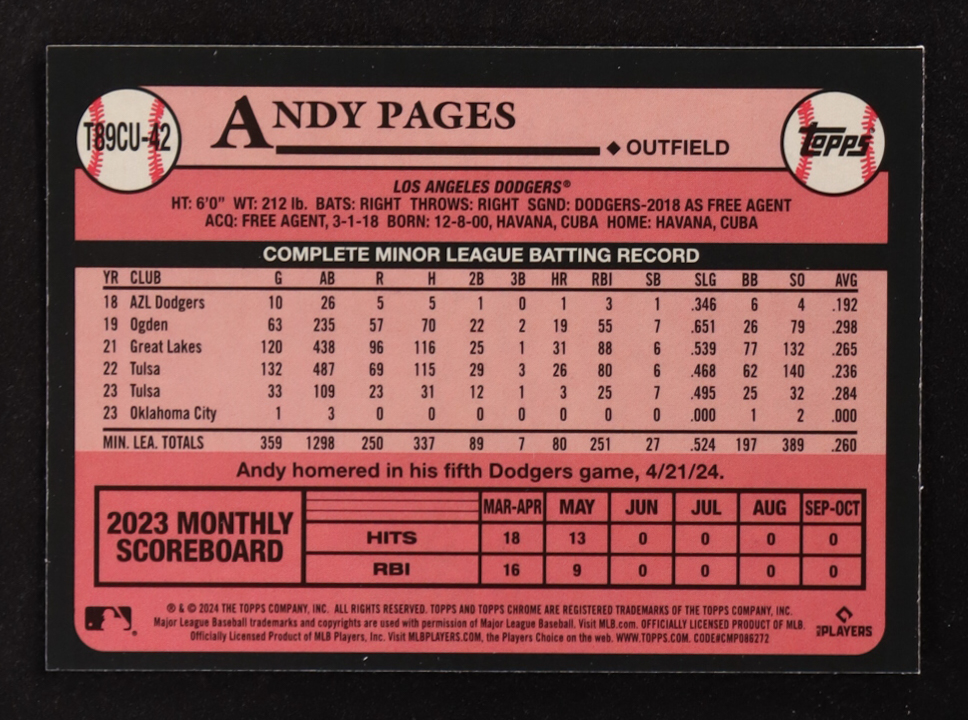 TB9CU-42
ANDY PAGES
◆ OUTFIELD
TOPPS
LOS ANGELES DODGERS®
HT: 6'0" WT: 212 lb. BATS: RIGHT THROWS: RIGHT SGND: DODGERS-2018 AS FREE AGENT
ACQ: FREE AGENT, 3-1-18 BORN: 12-8-00, HAVANA, CUBA HOME: HAVANA, CUBA
COMPLETE MINOR LEAGUE BATTING RECORD
YR CLUB G AB R H 2B 3B HR RBI SB SLG BB SO AVG
18 AZL Dodgers 10 26 5 5 1 0 1 3 1 .346 6 4 .192
19 Ogden 63 235 57 70 22 2 19 55 7 .651 26 79 .298
21 Great Lakes 120 438 96 116 25 1 31 88 6 .539 77 132 .265
22 Tulsa 132 487 69 115 29 3 26 80 6 .468 62 140 .236
23 Tulsa 33 109 23 31 12 1 3 25 7 .495 25 32 .284
23 Oklahoma City 1 3 0 0 0 0 0 0 0 .000 1 2 .000
MIN. LEA. TOTALS 359 1298 250 337 89 7 80 251 27 .524 197 389 .260
Andy homered in his fifth Dodgers game, 4/21/24.
2023 MONTHLY
SCOREBOARD
MAR-APR MAY JUN JUL AUG SEP-OCT
HITS 18 13 0 0 0 0
RBI 16 9 0 0 0 0
® & © 2024 THE TOPPS COMPANY, INC. ALL RIGHTS RESERVED. TOPPS AND TOPPS CHROME ARE REGISTERED TRADEMARKS OF THE TOPPS COMPANY, INC.
Major League Baseball trademarks and copyrights are used with permission of Major League Baseball. Visit MLB.com. OFFICIALLY LICENSED PRODUCT OF MLB.
Officially Licensed Product of MLB Players, Inc. Visit MLBPLAYERS.COM, the Players Choice on the web. WWW.TOPPS.COM. CODE#CMP086272
MLB PLAYERS